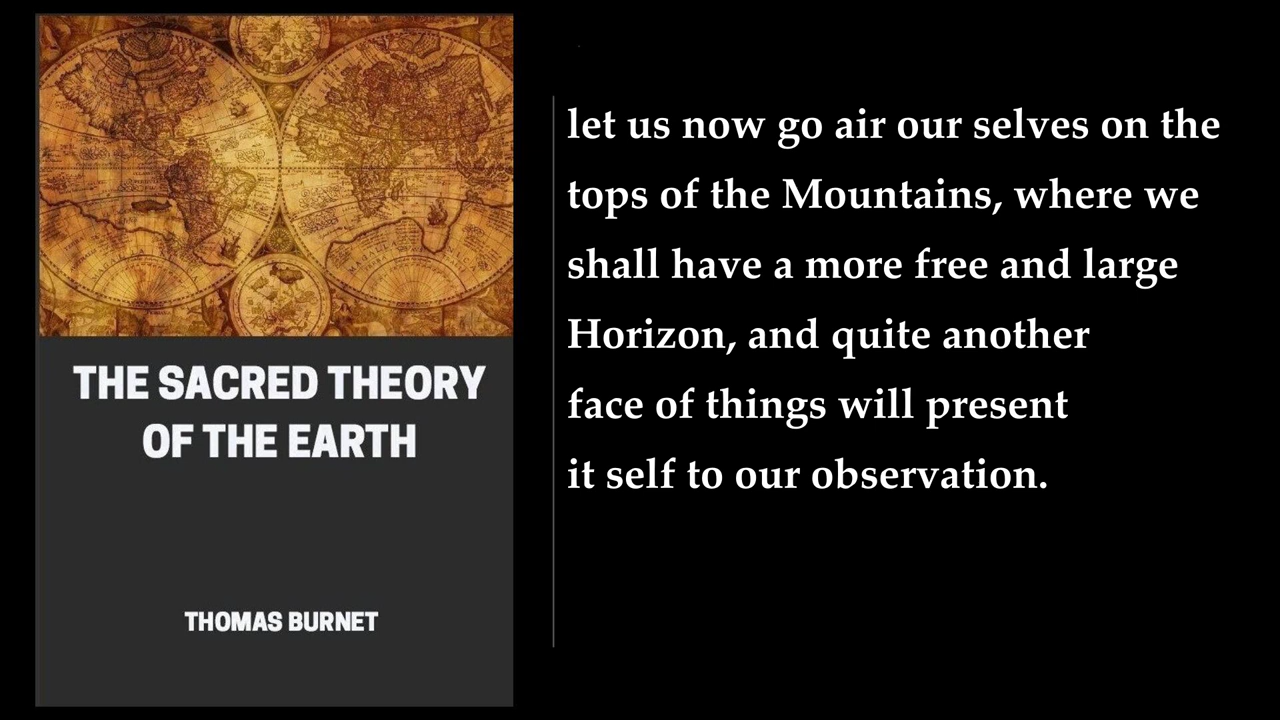 THE SACRED THEORY
OF THE EARTH
THOMAS BURNET
let us now go air our selves on the
tops of the Mountains, where we
shall have a more free and large
Horizon, and quite another
face of things will present
it self to our observation.